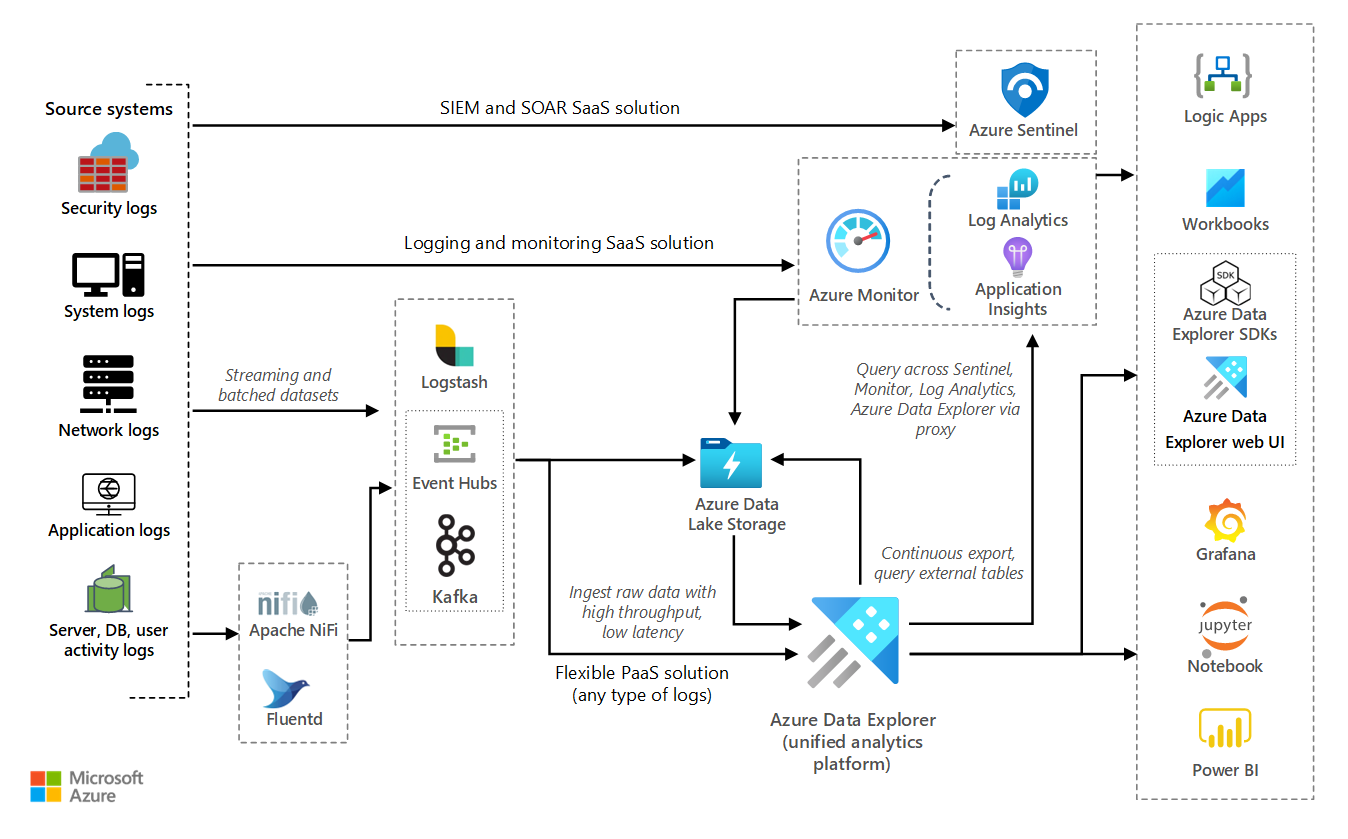 Source systems
Security logs
System logs
Network logs
Application logs
Server, DB, user
activity logs
SIEM and SOAR SaaS solution
Logging and monitoring SaaS solution
Streaming and
batched datasets
APACHE
nifi
Apache NiFi
Fluentd
Logstash
Event Hubs
Kafka
Azure Sentinel
Azure Monitor
Log Analytics
Application
Insights
Query across Sentinel,
Monitor, Log Analytics,
Azure Data Explorer via
proxy
Azure Data
Lake Storage
Continuous export,
query external tables
Ingest raw data with
high throughput,
low latency
Flexible PaaS solution
(any type of logs)
Azure Data Explorer
(unified analytics
platform)
Logic Apps
Workbooks
SDK
Azure Data
Explorer SDKs
Azure Data
Explorer web UI
Grafana
jupyter
Notebook
Power BI
Microsoft
Azure